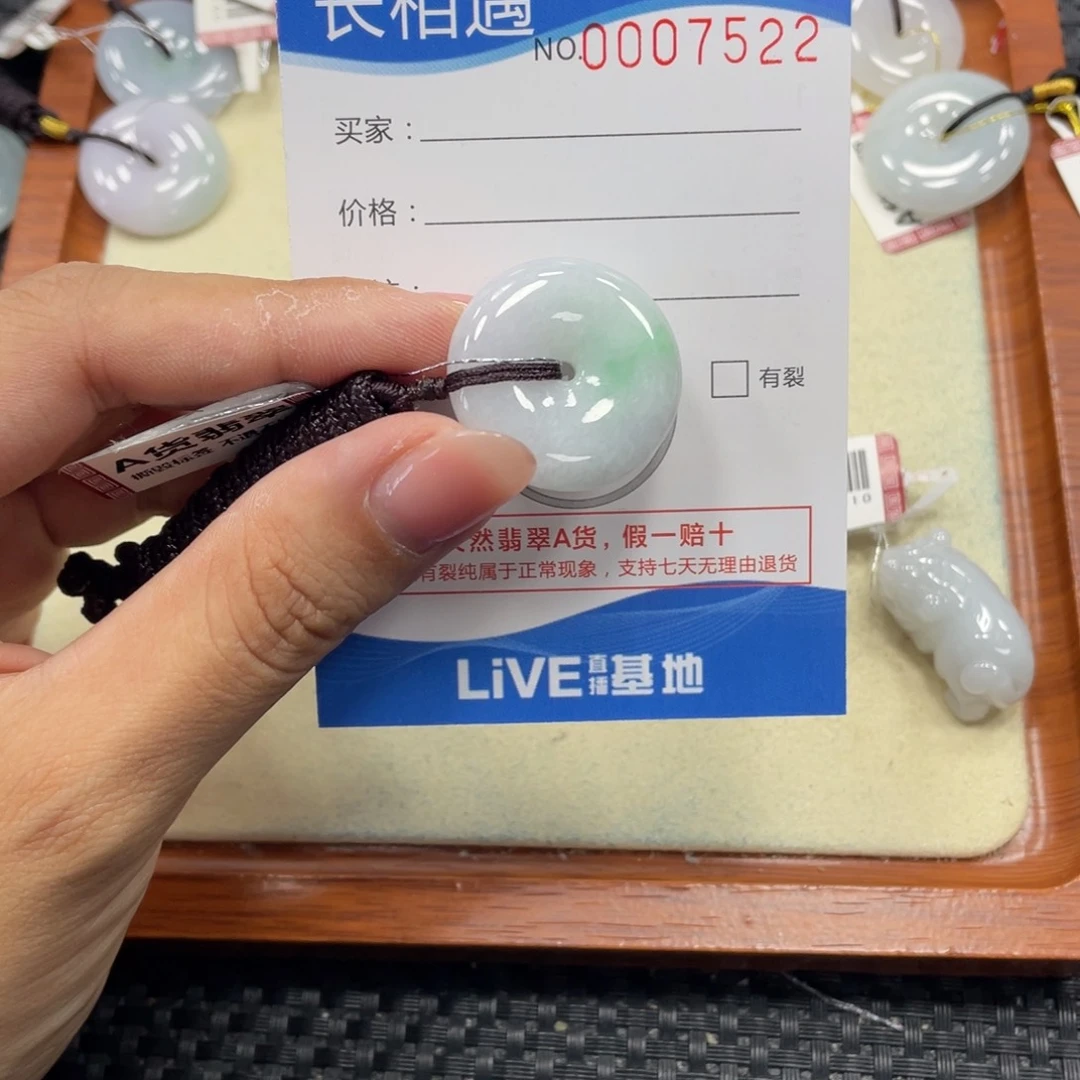 长相遇
NO.0007522
买家：
价格：
有裂
A货翡翠
然翡翠A货，假一赔十
有裂纯属于正常现象，支持七天无理由退货
LiVE直播基地
10